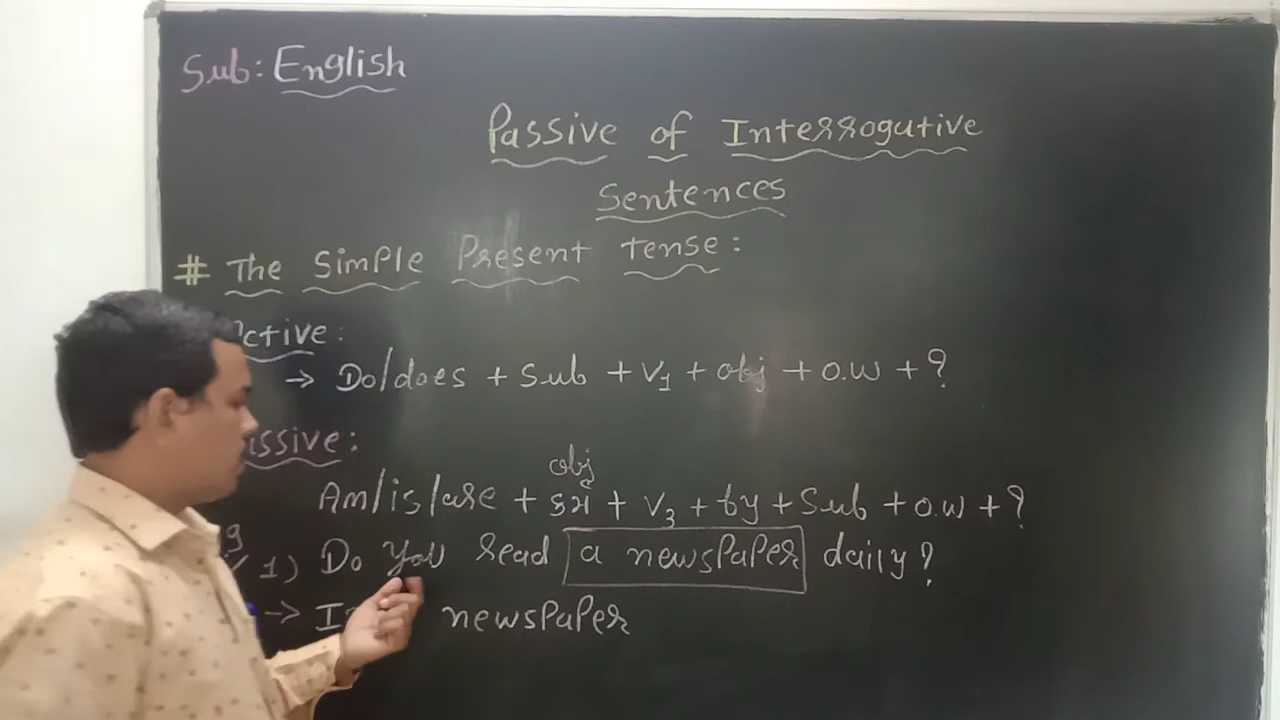 Sub: English
Passive of Interrogative
Sentences
# The Simple Present tense:
Active:
→ Do/does + Sub + V1 + obj + o.w + ?
Passive:
obj
Am/is/are + કર્મ + V3 + by + Sub + o.w + ?
1) Do you read a newspaper daily?
→ newspaper